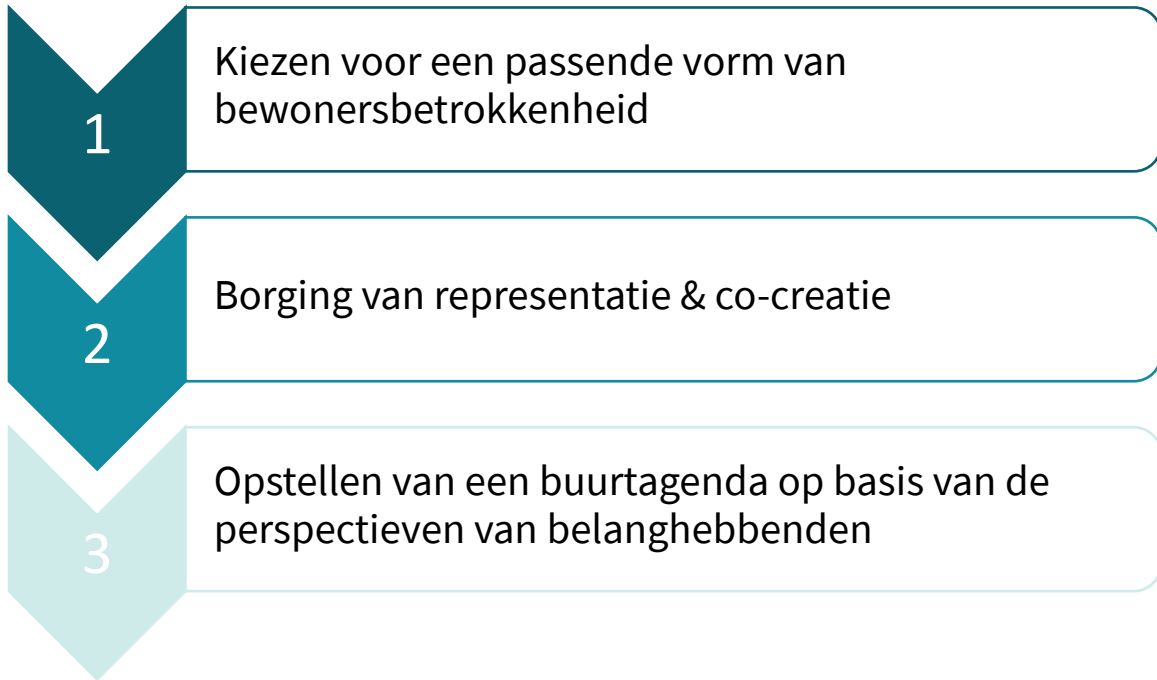 1
Kiezen voor een passende vorm van
bewonersbetrokkenheid
2
Borging van representatie & co-creatie
3
Opstellen van een buurtagenda op basis van de
perspectieven van belanghebbenden